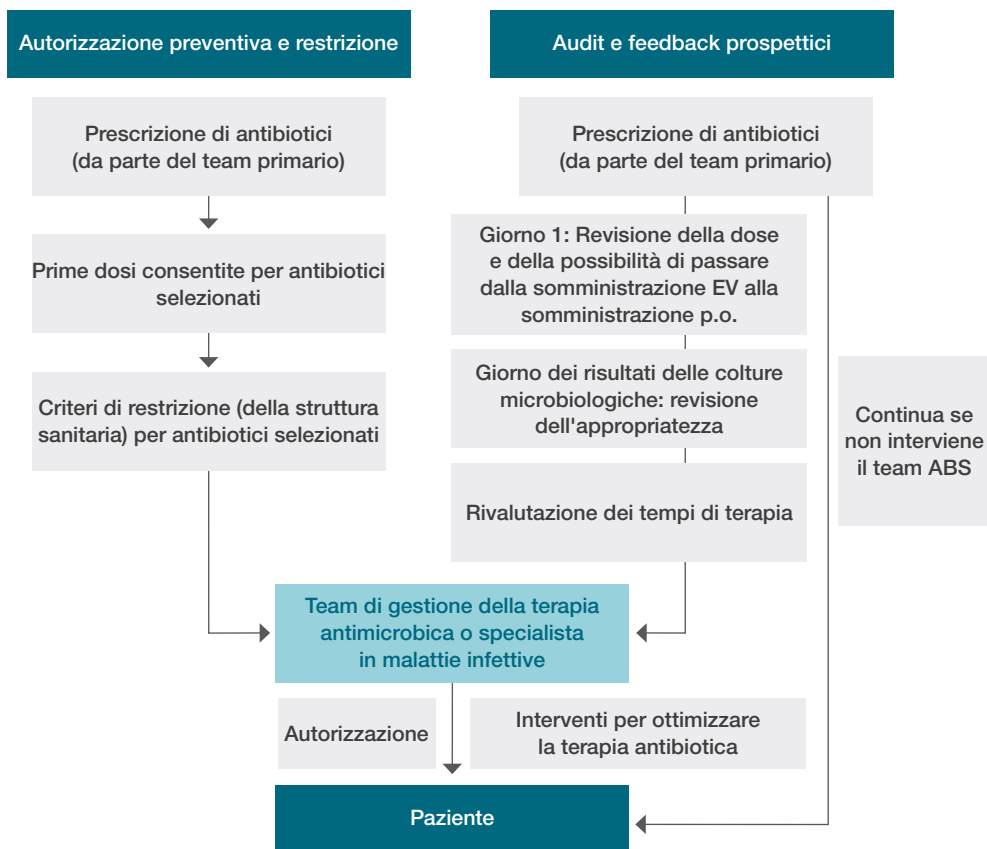 Autorizzazione preventiva e restrizione
Prescrizione di antibiotici
(da parte del team primario)
Prime dosi consentite per antibiotici
selezionati
Criteri di restrizione (della struttura
sanitaria) per antibiotici selezionati
Audit e feedback prospettici
Prescrizione di antibiotici
(da parte del team primario)
Giorno 1: Revisione della dose
e della possibilità di passare
dalla somministrazione EV alla
somministrazione p.o.
Giorno dei risultati delle colture
microbiologiche: revisione
dell'appropriatezza
Rivalutazione dei tempi di terapia
Continua se
non interviene
il team ABS
Team di gestione della terapia
antimicrobica o specialista
in malattie infettive
Autorizzazione
Interventi per ottimizzare
la terapia antibiotica
Paziente